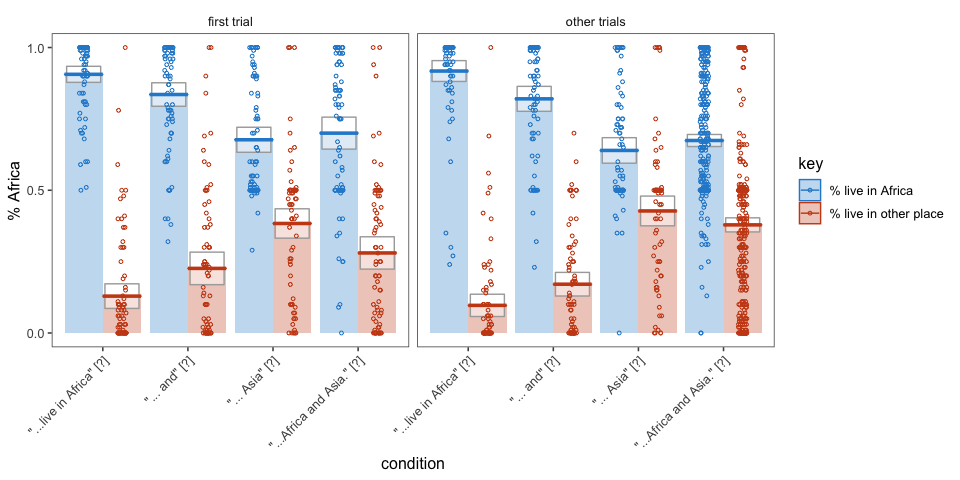 first trial
other trials
% Africa
1.0
0.5
0.0
" ...live in Africa" [?]
" ... and" [?]
" ... Asia" [?]
" ...Africa and Asia." [?]
" ...live in Africa" [?]
" ... and" [?]
" ... Asia" [?]
" ...Africa and Asia." [?]
condition
key
% live in Africa
% live in other place